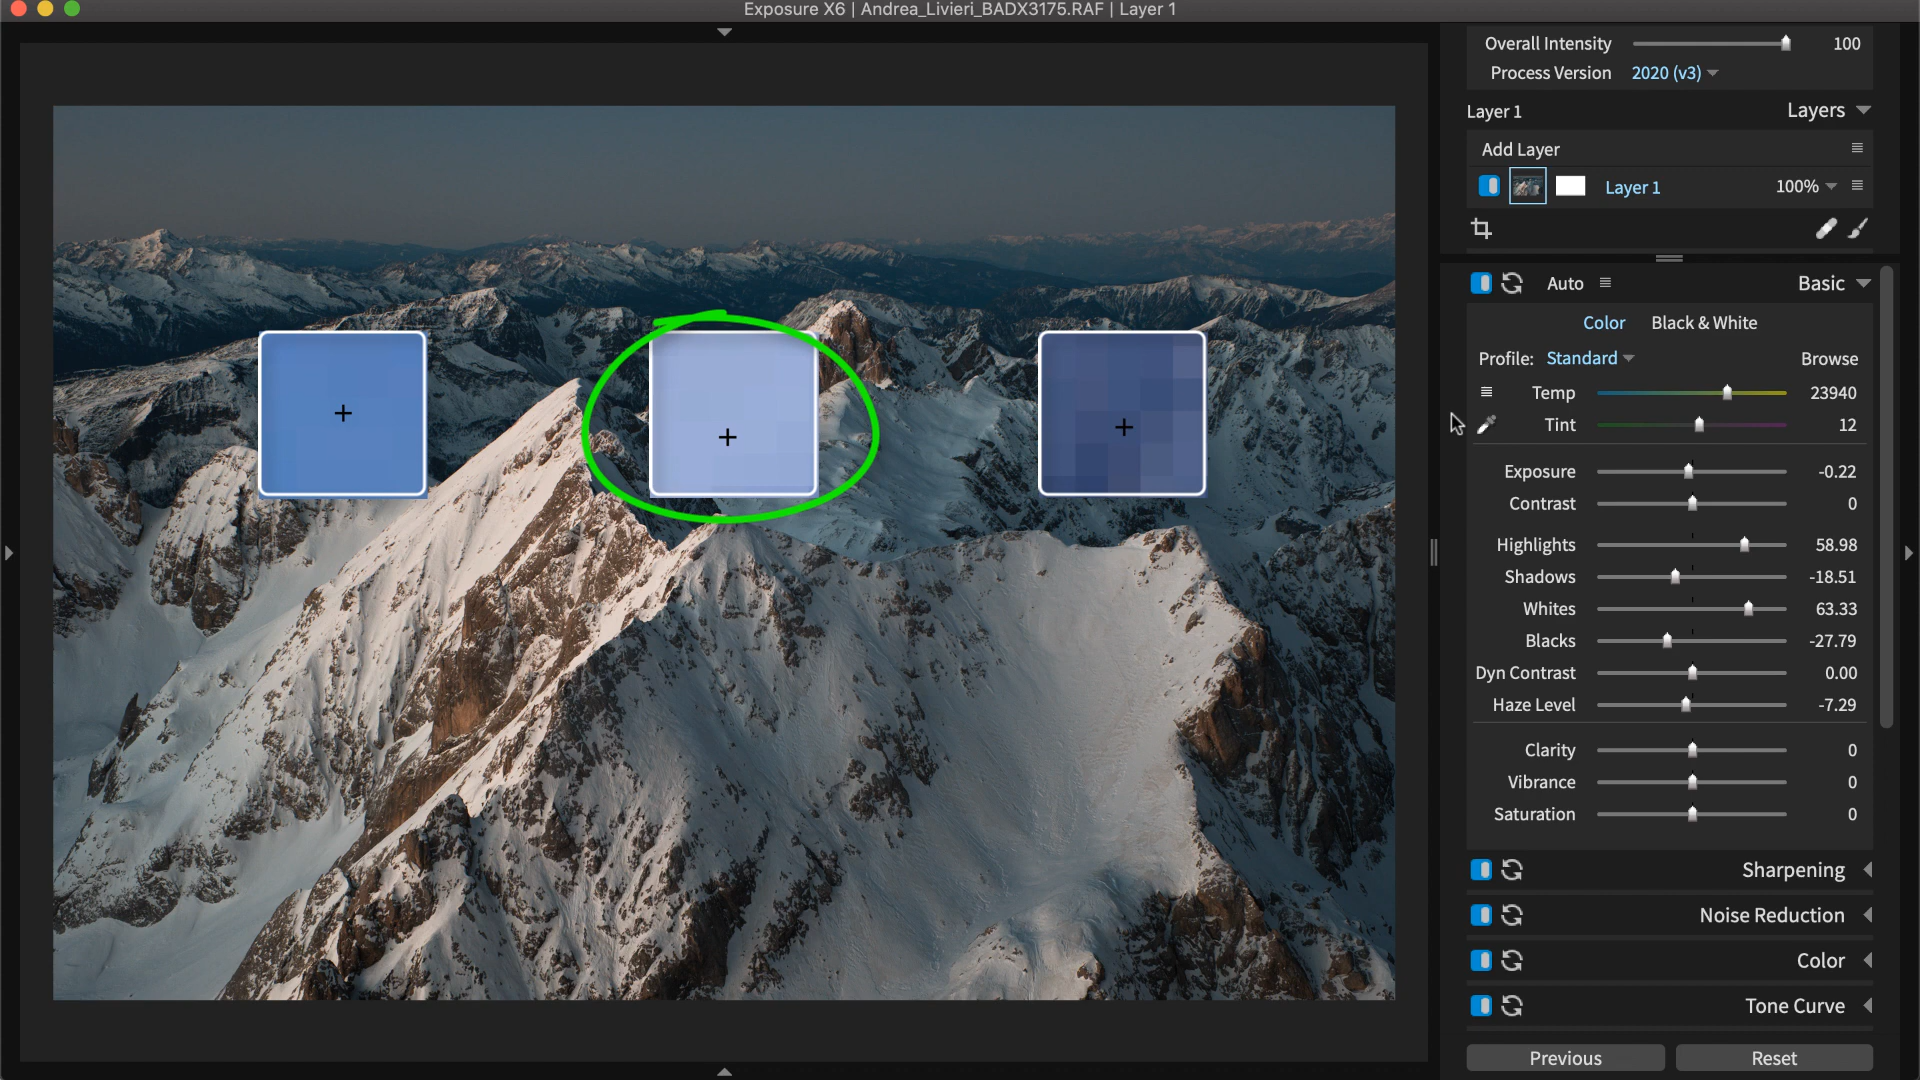 Exposure X6 | Andrea_Livieri_BADX3175.RAF | Layer 1
Overall Intensity 100
Process Version 2020 (v3)
Layer 1 Layers
Add Layer
Layer 1 100%
Auto Basic
Color Black & White
Profile: Standard Browse
Temp 23940
Tint 12
Exposure -0.22
Contrast 0
Highlights 58.98
Shadows -18.51
Whites 63.33
Blacks -27.79
Dyn Contrast 0.00
Haze Level -7.29
Clarity 0
Vibrance 0
Saturation 0
Sharpening
Noise Reduction
Color
Tone Curve
Previous Reset